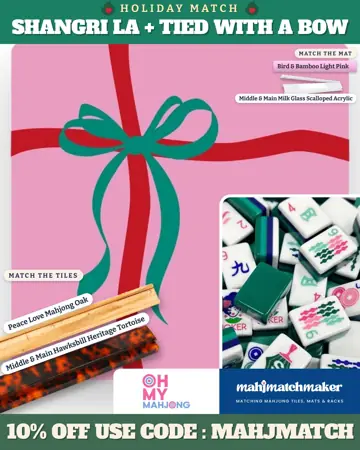 HOLIDAY MATCH
SHANGRI LA + TIED WITH A BOW
MATCH THE MAT
Bird & Bamboo Light Pink
Middle & Main Milk Glass Scalloped Acrylic
MATCH THE TILES
Peace Love Mahjong Oak
Middle & Main Hawksbill Heritage Tortoise
OH
MY
MAHJONG
mahjmatchmaker
MATCHING MAHJONG TILES, MATS & RACKS
10% OFF USE CODE : MAHJMATCH